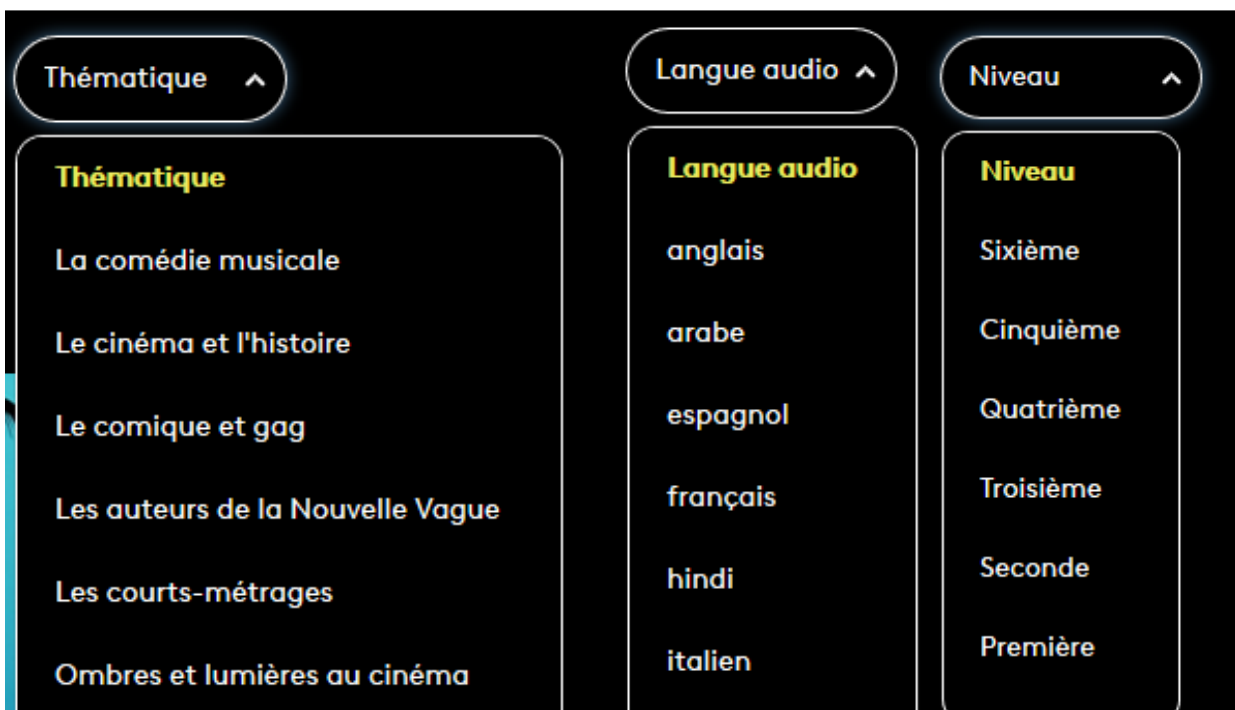 Thématique
Thématique
La comédie musicale
Le cinéma et l'histoire
Le comique et gag
Les auteurs de la Nouvelle Vague
Les courts-métrages
Ombres et lumières au cinéma
Langue audio
Langue audio
anglais
arabe
espagnol
français
hindi
italien
Niveau
Niveau
Sixième
Cinquième
Quatrième
Troisième
Seconde
Première